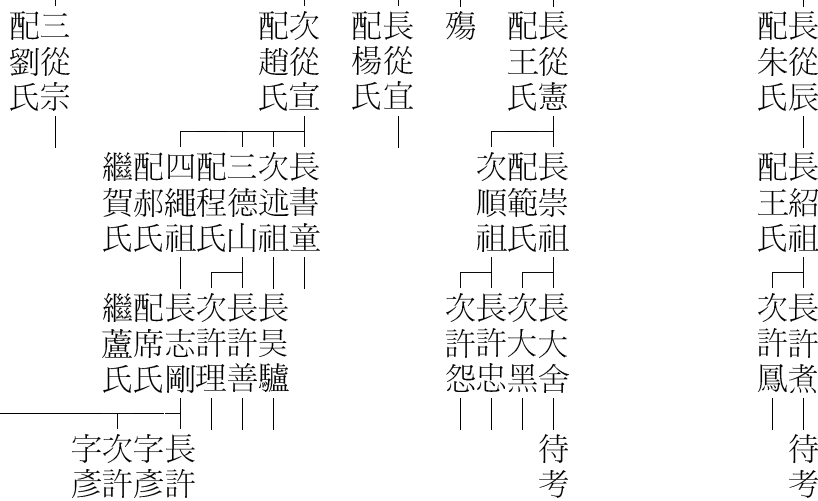 長從辰
配朱氏
長從憲
配王氏
殤
長從宜
配楊氏
次從宣
配趙氏
三從宗
配劉氏
長紹祖
配王氏
長崇祖
配範氏
次順祖
長書童
次述祖
三德山
配程氏
四繩祖
配郝氏
繼賀氏
長許煮
次許鳳
長大舍
次大黑
長許忠
次許怨
長昊驢
長許善
次許理
長志剛
配席氏
繼蘆氏
待考
待考
長許
字彥
次許
字彥